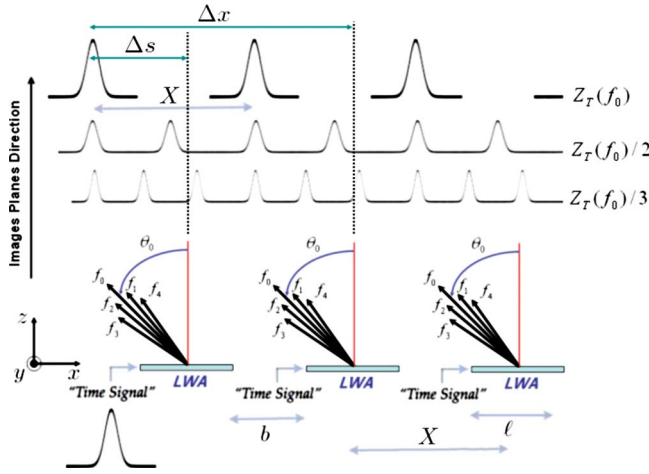 Δx
Δs
X
Z_T(f_0)
Z_T(f_0)/2
Z_T(f_0)/3
Images Planes Direction
θ_0 θ_0 θ_0
f_0 f_1 f_4 f_2 f_3
f_0 f_1 f_4 f_2 f_3
f_0 f_1 f_4 f_2 f_3
z
y x
LWA LWA LWA
"Time Signal" "Time Signal" "Time Signal"
b X ℓ